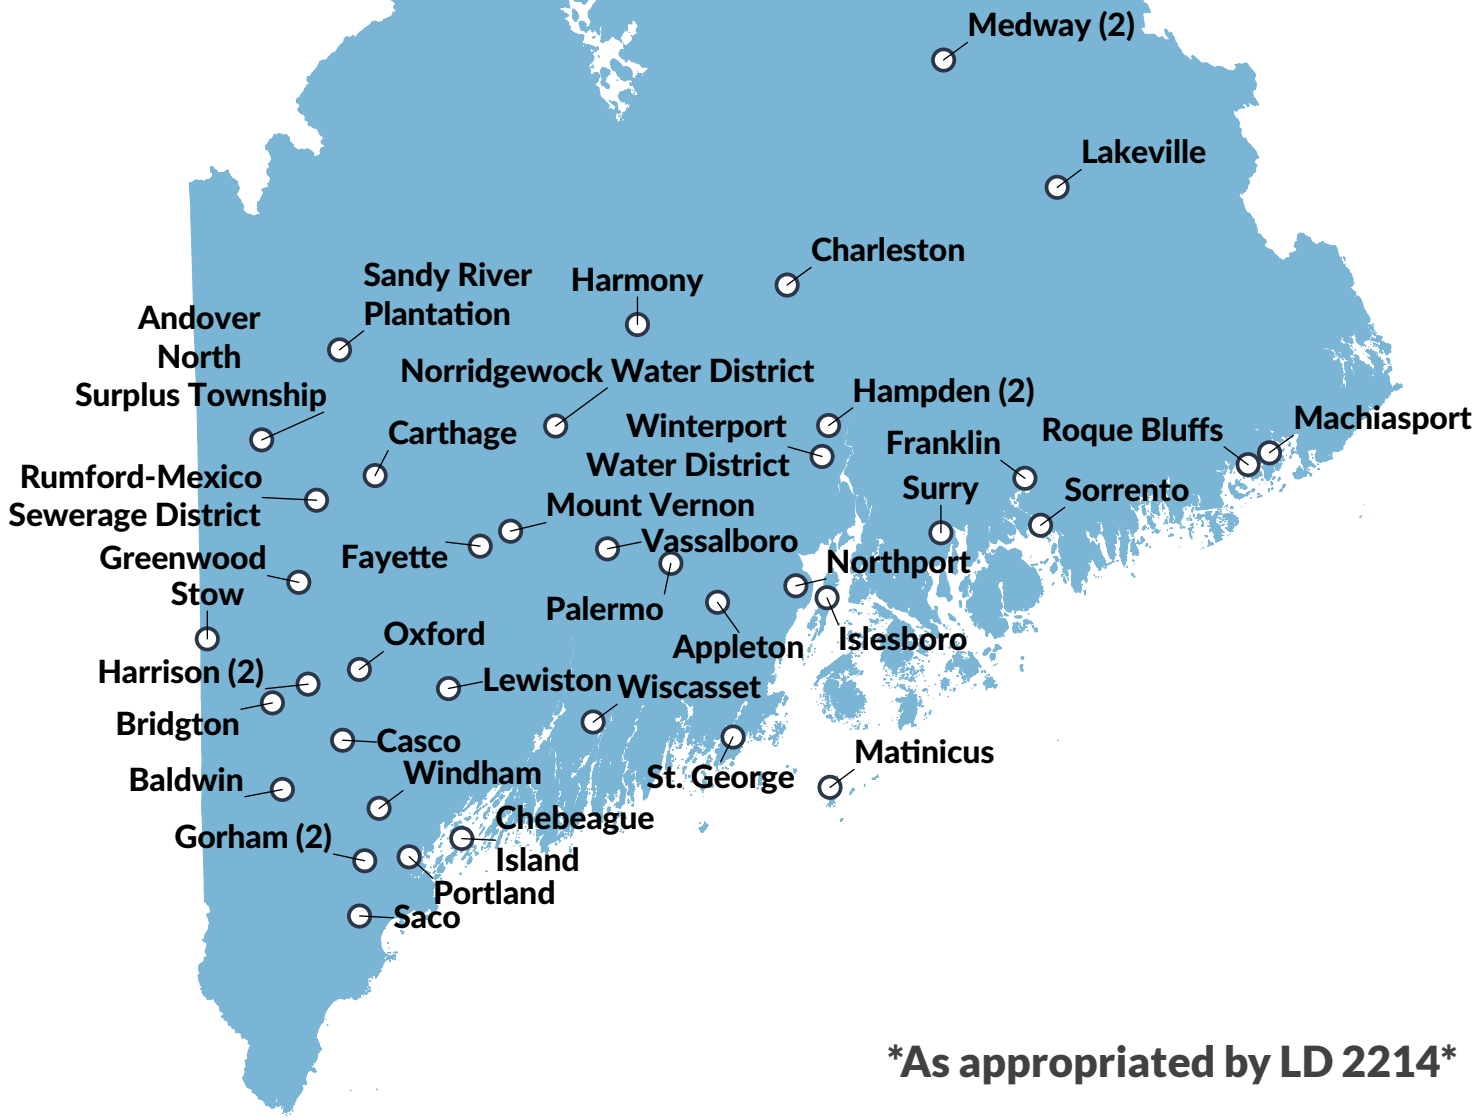 Medway (2)
Lakeville
Charleston
Sandy River
Plantation
Harmony
Andover
North
Surplus Township
Norridgewock Water District
Hampden (2)
Winterport
Water District
Carthage
Franklin
Roque Bluffs
Machiasport
Rumford-Mexico
Sewerage District
Surry
Sorrento
Mount Vernon
Fayette
Vassalboro
Greenwood
Northport
Stow
Palermo
Oxford
Appleton
Islesboro
Harrison (2)
Lewiston
Wiscasset
Bridgton
Casco
Matinicus
Baldwin
Windham
St. George
Gorham (2)
Chebeague
Island
Portland
Saco
*As appropriated by LD 2214*